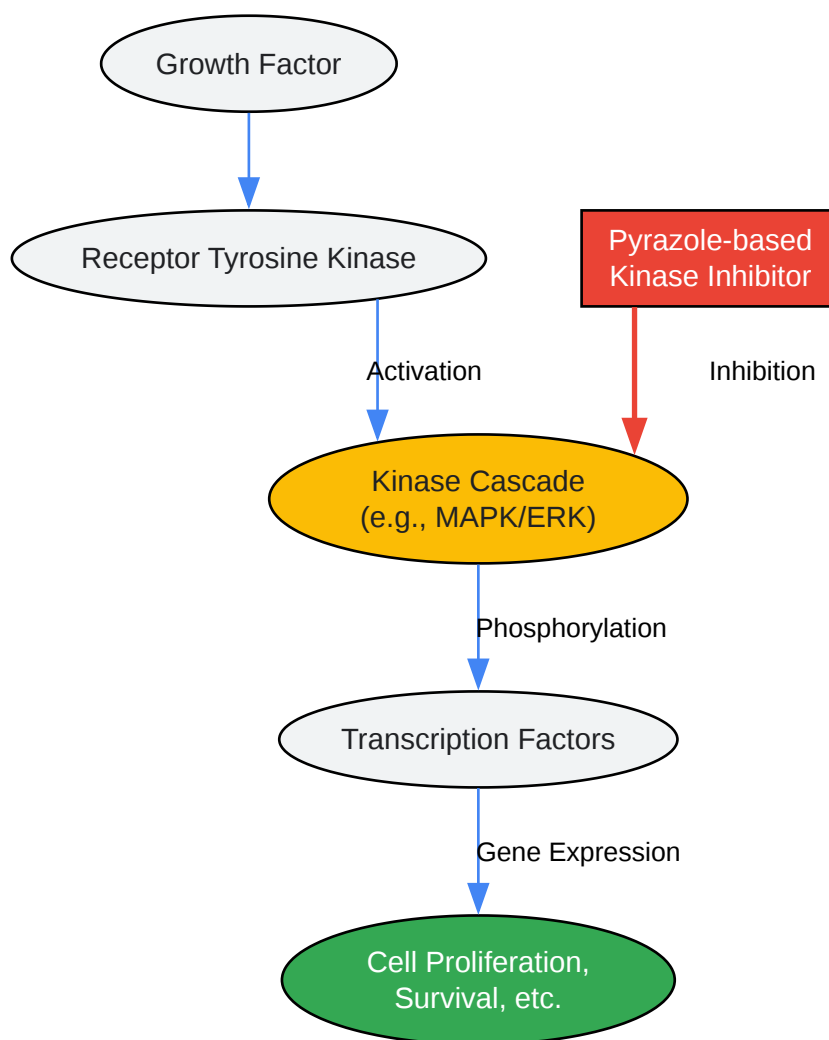 Growth Factor
Receptor Tyrosine Kinase
Pyrazole-based
Kinase Inhibitor
Activation
Inhibition
Kinase Cascade
(e.g., MAPK/ERK)
Phosphorylation
Transcription Factors
Gene Expression
Cell Proliferation,
Survival, etc.